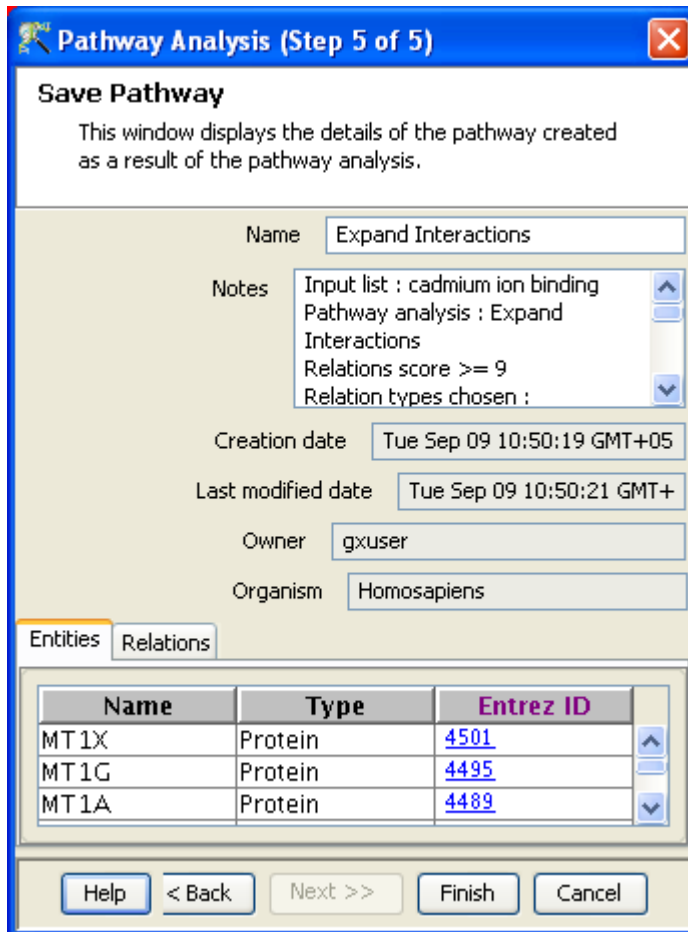 Pathway Analysis (Step 5 of 5)
Save Pathway
This window displays the details of the pathway created
as a result of the pathway analysis.
Name Expand Interactions
Notes Input list : cadmium ion binding
Pathway analysis : Expand
Interactions
Relations score >= 9
Relation types chosen :
Creation date Tue Sep 09 10:50:19 GMT+05
Last modified date Tue Sep 09 10:50:21 GMT+
Owner gxuser
Organism Homosapiens
Entities Relations
Name Type Entrez ID
MT1X Protein 4501
MT1G Protein 4495
MT1A Protein 4489
Help < Back Next >> Finish Cancel